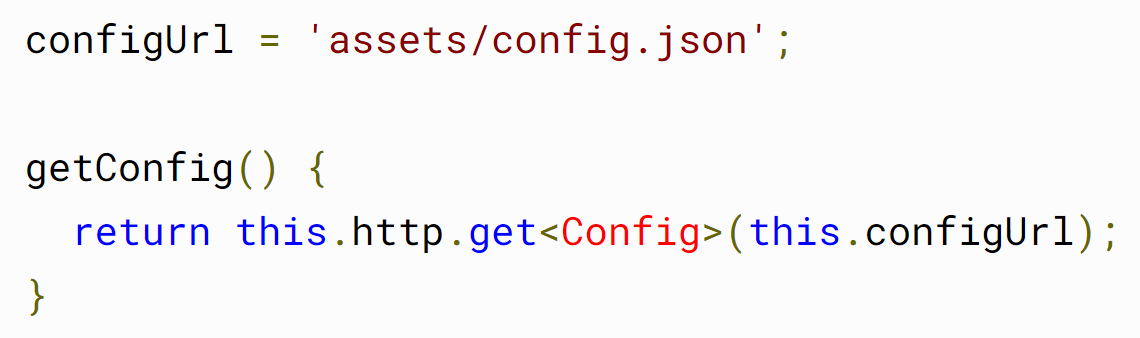 configUrl = 'assets/config.json';
getConfig() {
  return this.http.get<Config>(this.configUrl);
}